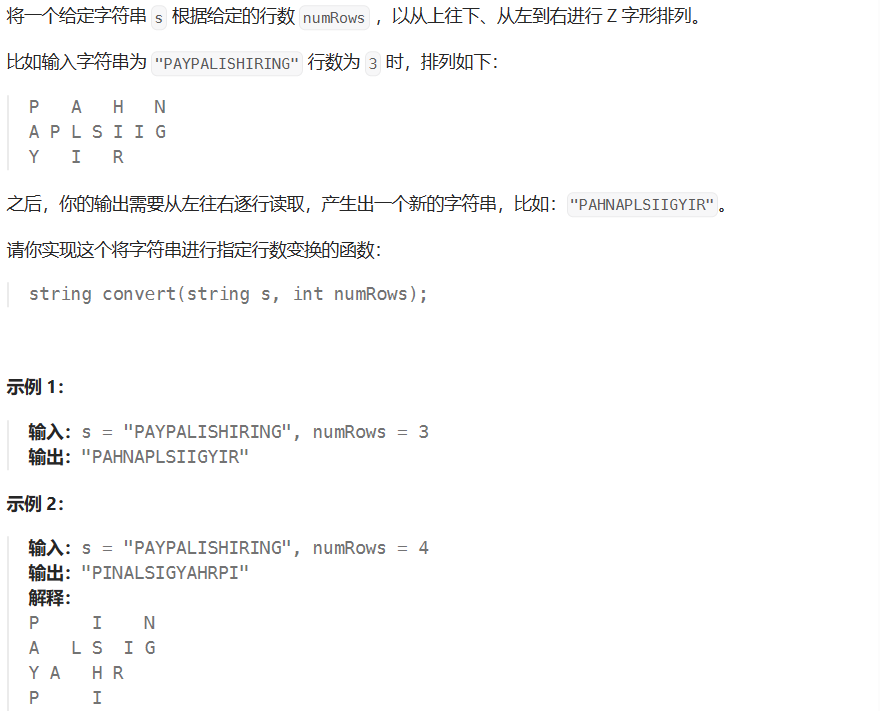 将一个给定字符串 s 根据给定的行数 numRows ,以从上往下、从左到右进行 Z 字形排列。
比如输入字符串为 "PAYPALISHIRING" 行数为 3 时,排列如下:
P   A   H   N
A P L S I I G
Y   I   R
之后,你的输出需要从左往右逐行读取,产生出一个新的字符串,比如:"PAHNAPLSIIGYIR"。
请你实现这个将字符串进行指定行数变换的函数:
string convert(string s, int numRows);
示例 1:
输入:s = "PAYPALISHIRING", numRows = 3
输出:"PAHNAPLSIIGYIR"
示例 2:
输入:s = "PAYPALISHIRING", numRows = 4
输出:"PINALSIGYAHRPI"
解释:
P     I    N
A   L S  I G
Y A   H R
P     I